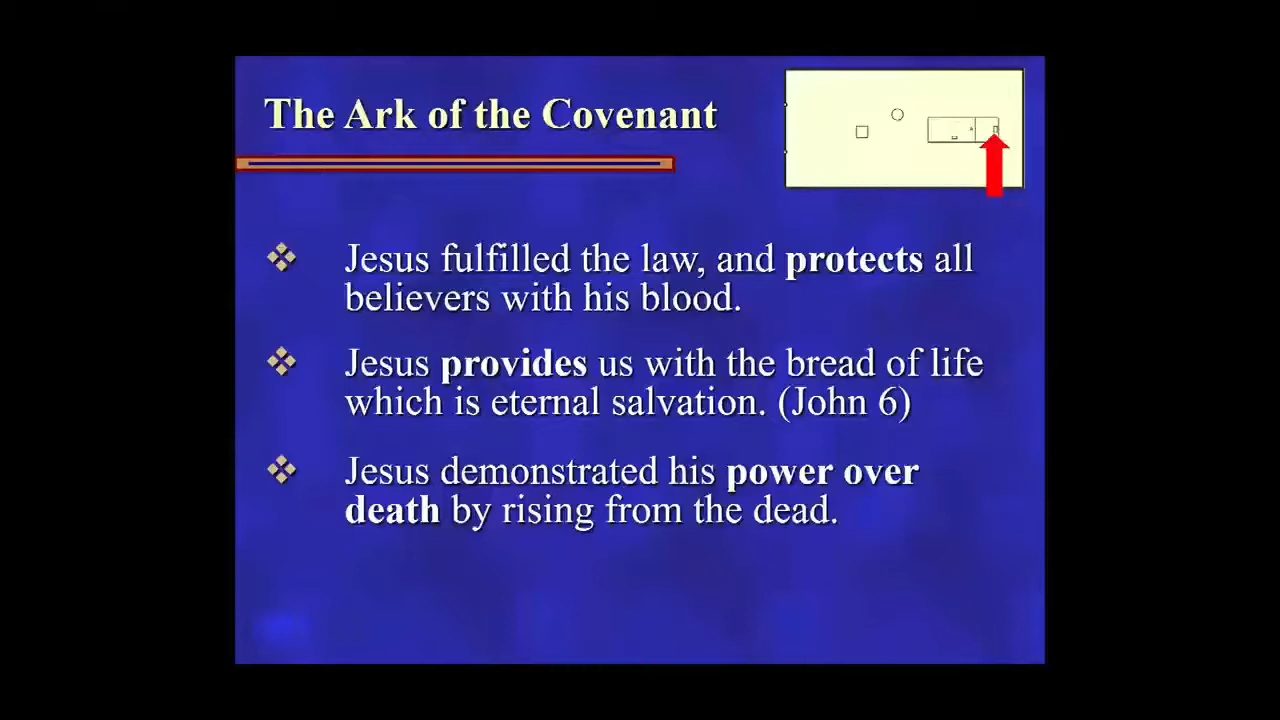 The Ark of the Covenant
Jesus fulfilled the law, and protects all
believers with his blood.
Jesus provides us with the bread of life
which is eternal salvation. (John 6)
Jesus demonstrated his power over
death by rising from the dead.